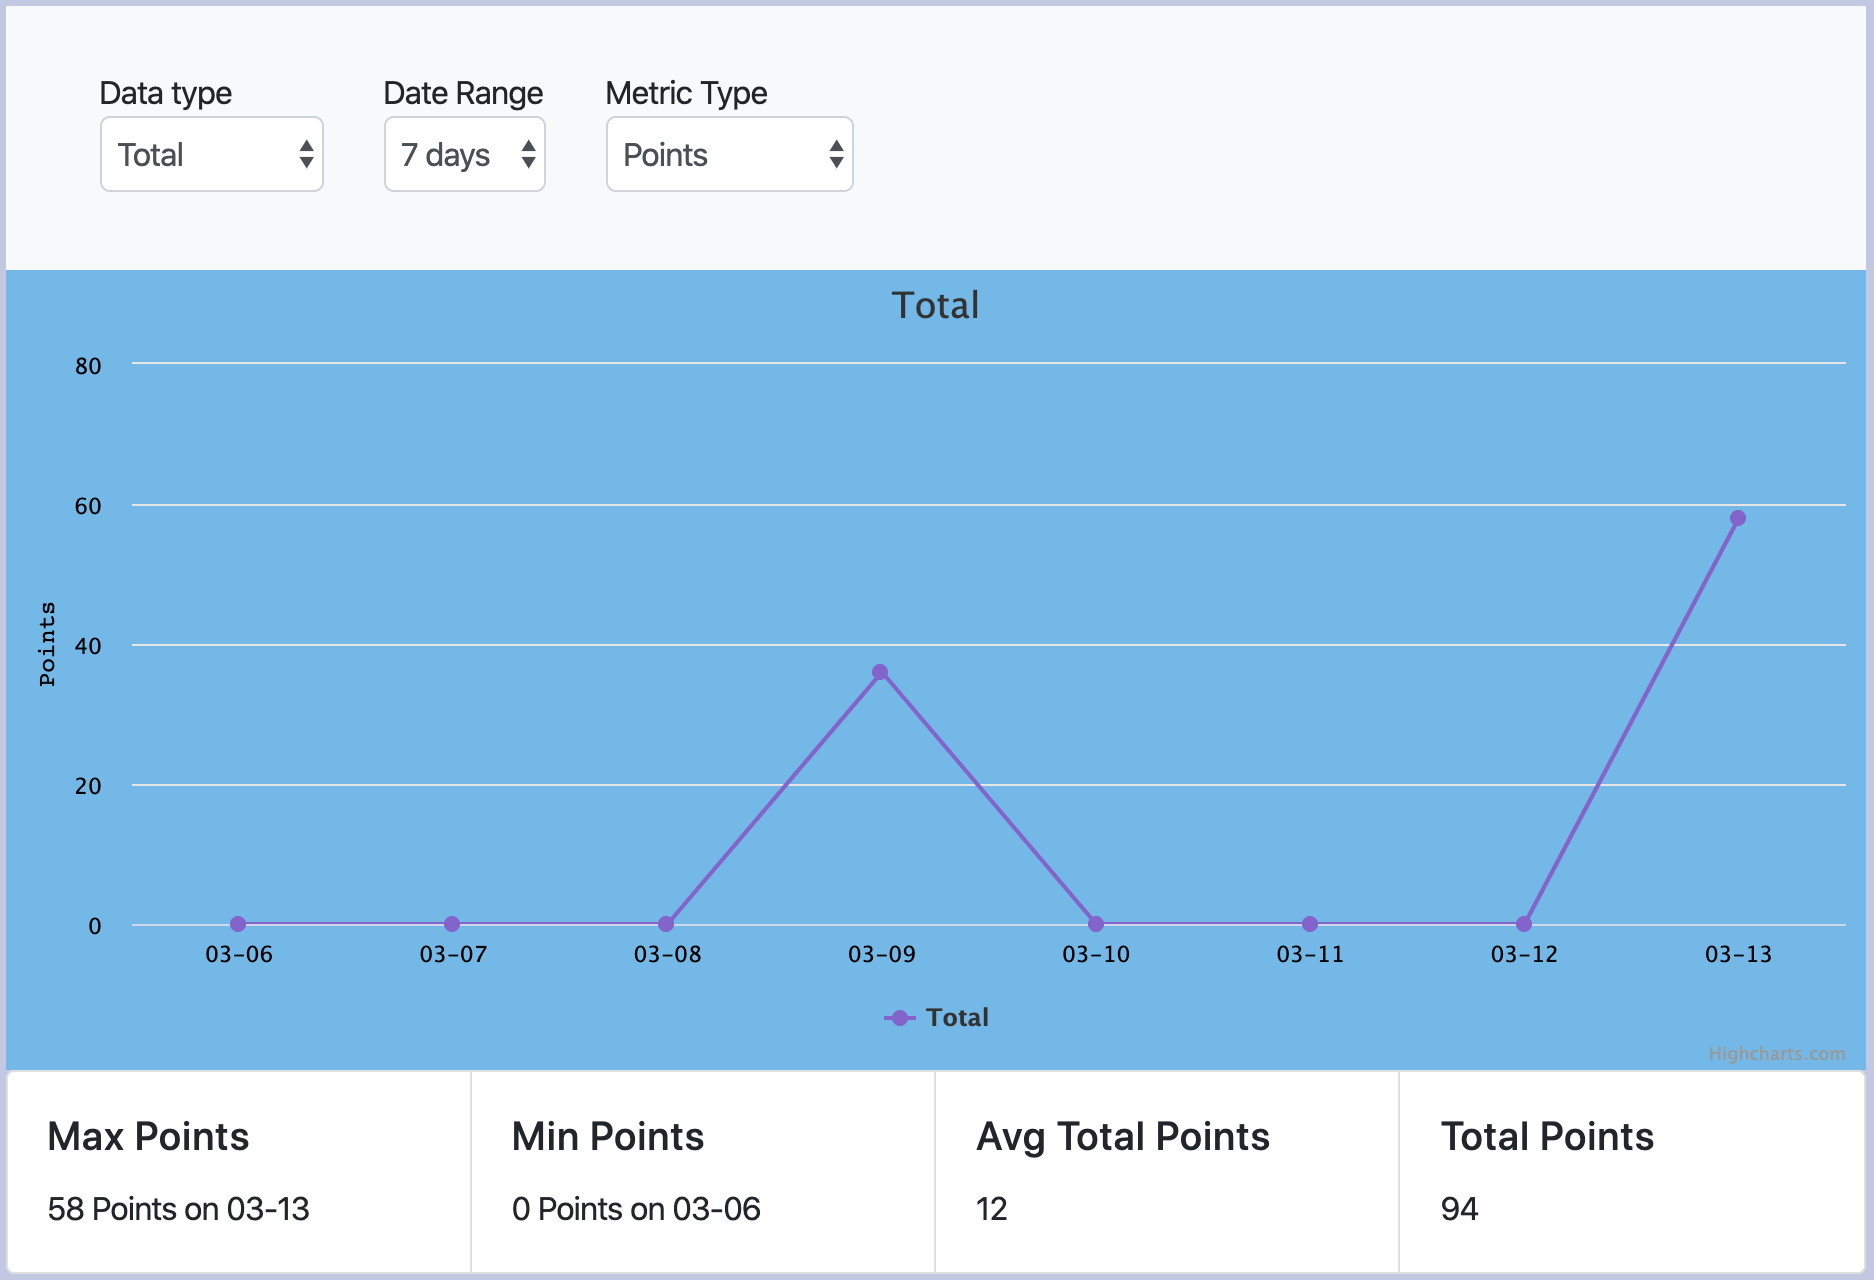 Data type Date Range Metric Type
Total 7 days Points
Total
80
60
40
20
0
Points
03-06 03-07 03-08 03-09 03-10 03-11 03-12 03-13
Total
Highcharts.com
Max Points Min Points Avg Total Points Total Points
58 Points on 03-13 0 Points on 03-06 12 94